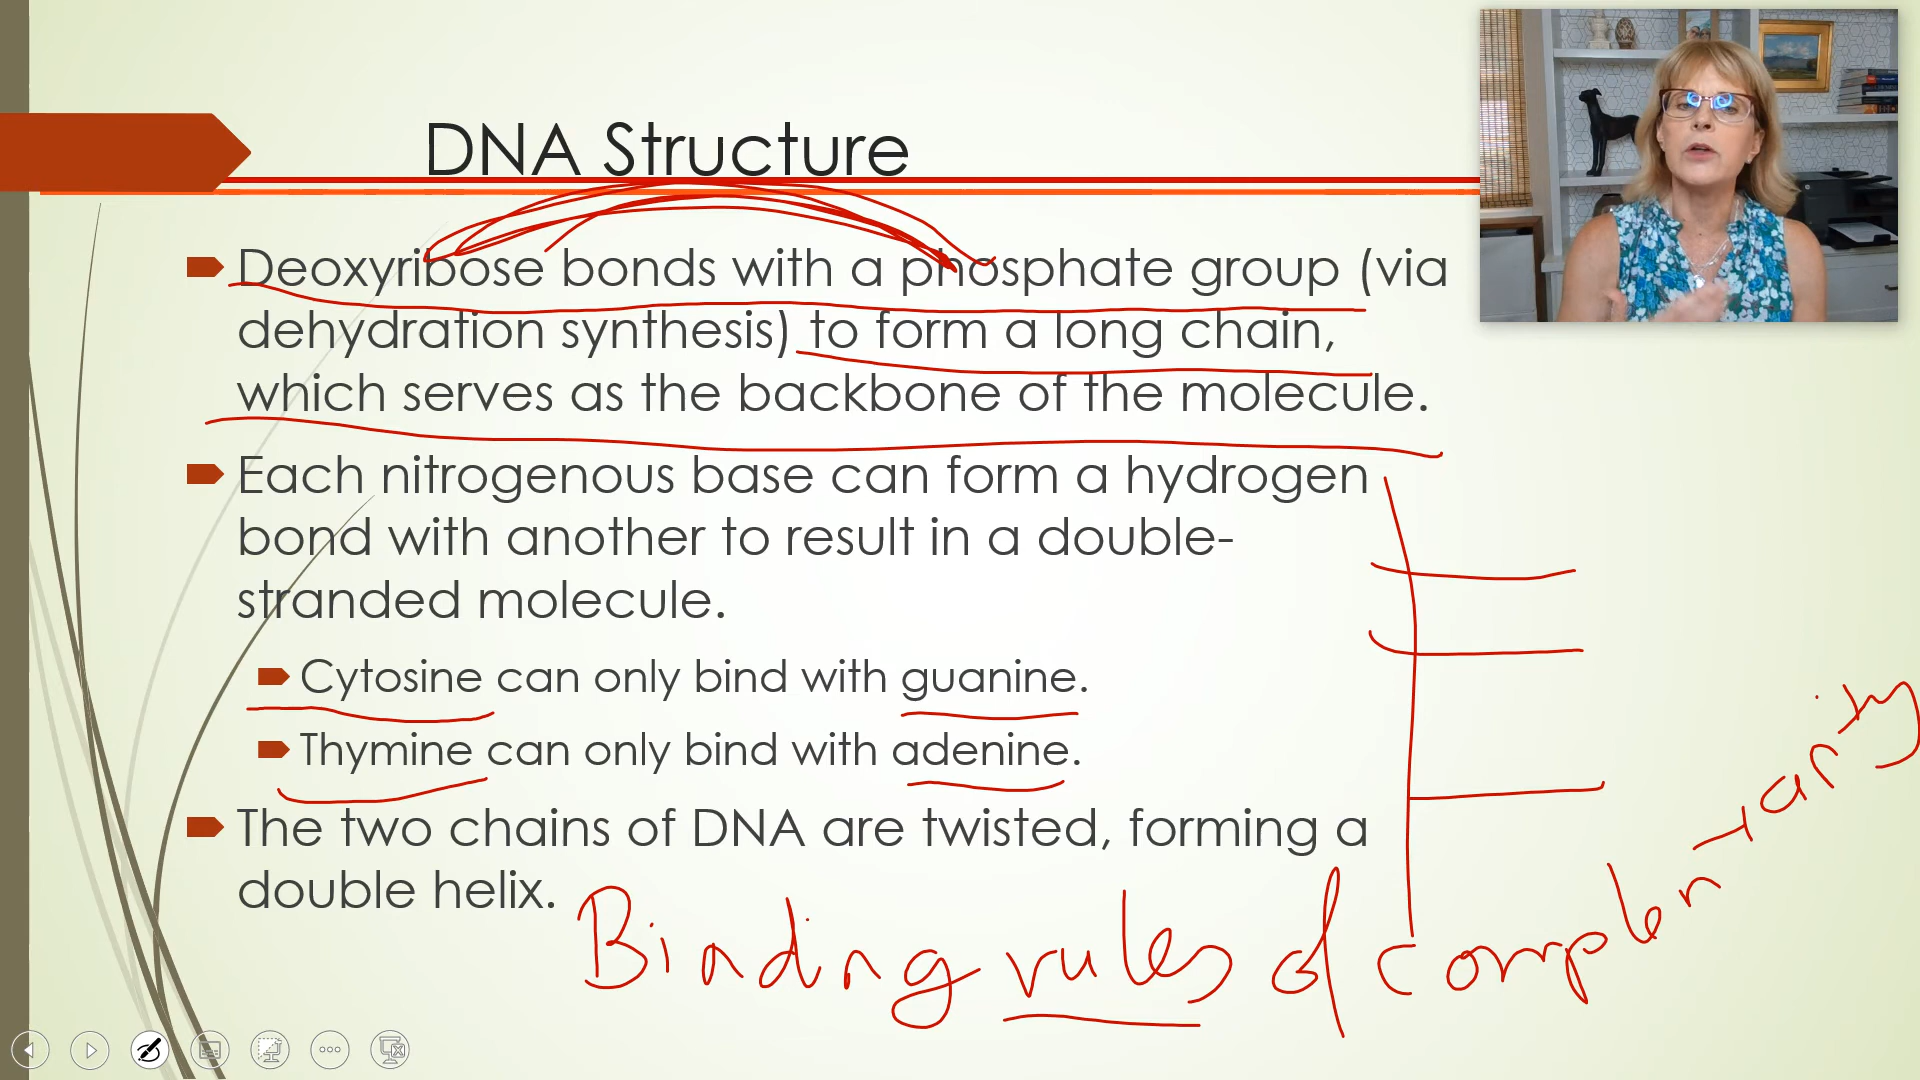 DNA Structure
Deoxyribose bonds with a phosphate group (via
dehydration synthesis) to form a long chain,
which serves as the backbone of the molecule.
Each nitrogenous base can form a hydrogen
bond with another to result in a double-
stranded molecule.
Cytosine can only bind with guanine.
Thymine can only bind with adenine.
The two chains of DNA are twisted, forming a
double helix.
Binding rules of